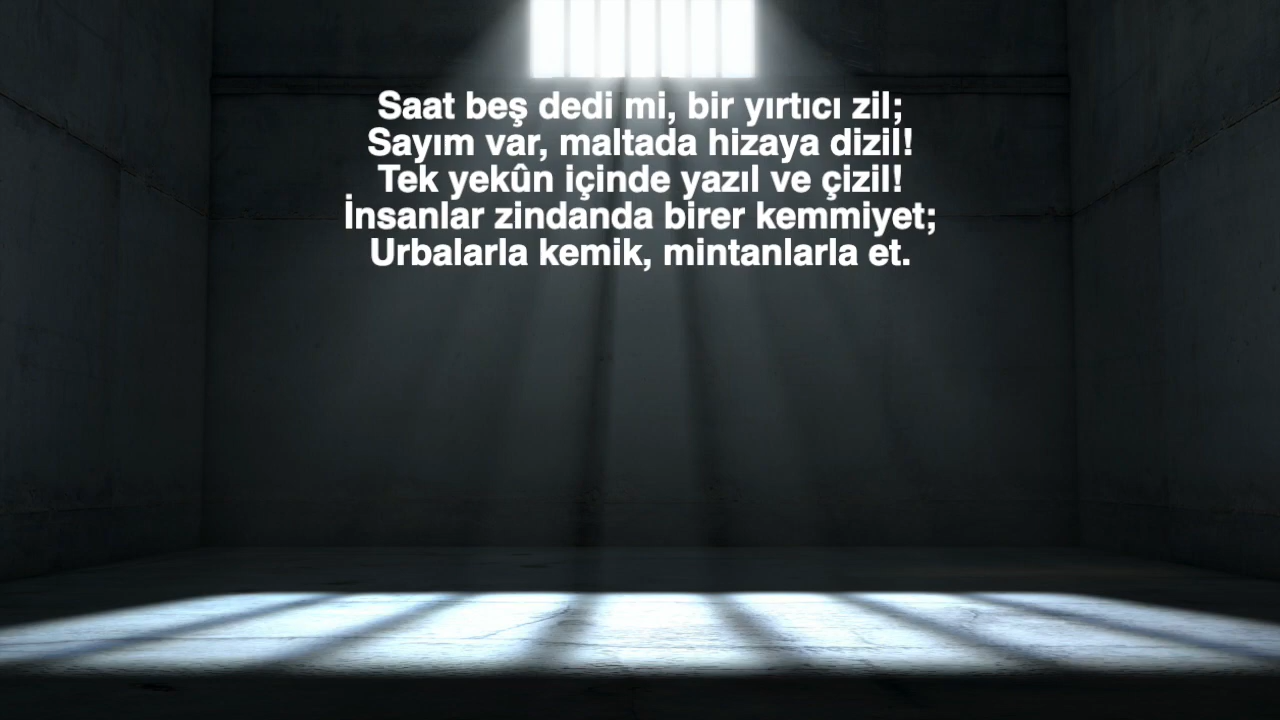 Saat beş dedi mi, bir yırtıcı zil;
Sayım var, maltada hizaya dizil!
Tek yekûn içinde yazıl ve çizil!
İnsanlar zindanda birer kemmiyet;
Urbalarla kemik, mintanlarla et.